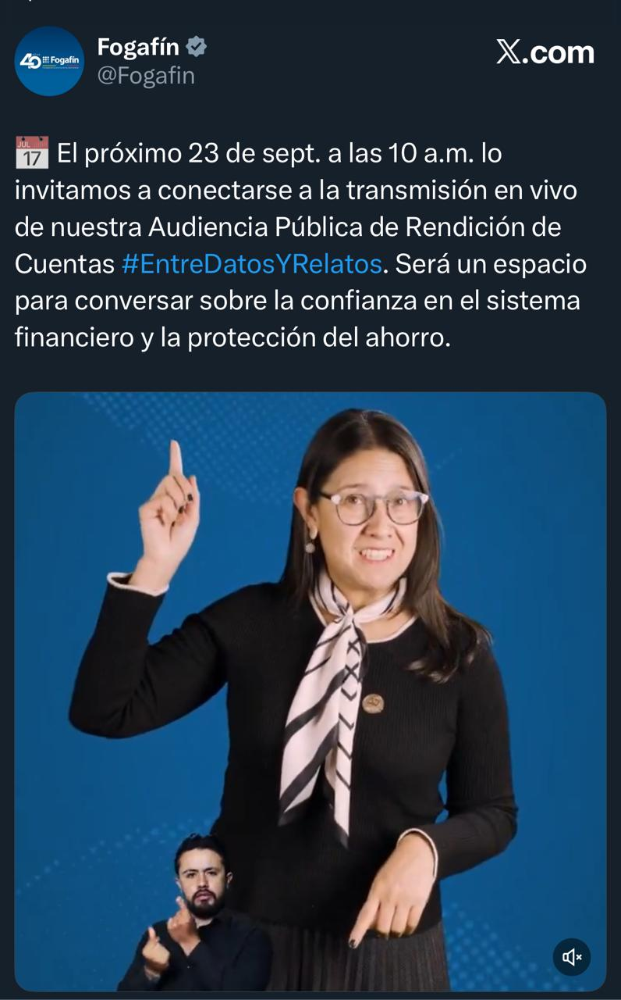 Fogafín
@Fogafin
X.com
40 Fogafín
JUL
17
El próximo 23 de sept. a las 10 a.m. lo
invitamos a conectarse a la transmisión en vivo
de nuestra Audiencia Pública de Rendición de
Cuentas #EntreDatosYRelatos. Será un espacio
para conversar sobre la confianza en el sistema
financiero y la protección del ahorro.